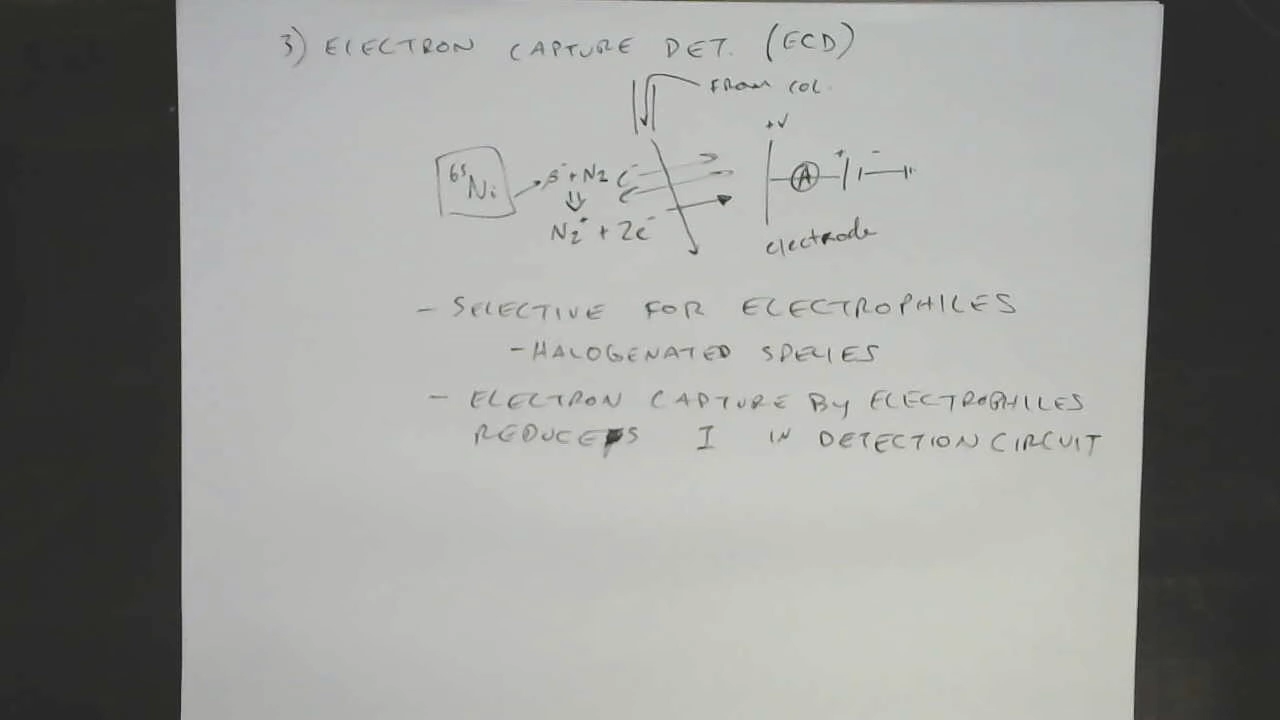 3) ELECTRON CAPTURE DET. (ECD)
FROM COL.
+V
⁶³Ni β⁻ + N2 e⁻ A + -
N2⁺ + 2e⁻
electrode
- SELECTIVE FOR ELECTROPHILES
- HALOGENATED SPECIES
- ELECTRON CAPTURE BY ELECTROPHILES
REDUCES I IN DETECTION CIRCUIT